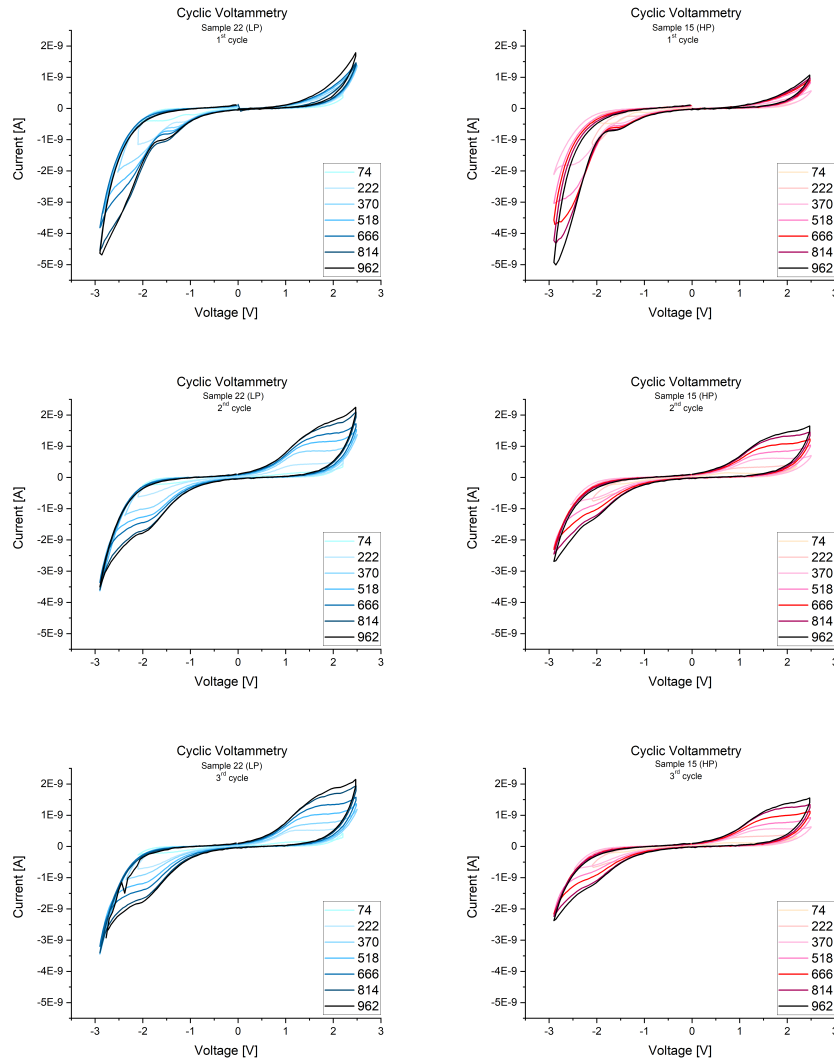 Cyclic Voltammetry
Sample 22 (LP)
1st cycle
2E-9
1E-9
0
-1E-9
-2E-9
-3E-9
-4E-9
-5E-9
Current [A]
-3 -2 -1 0 1 2 3
Voltage [V]
74
222
370
518
666
814
962
Cyclic Voltammetry
Sample 15 (HP)
1st cycle
2E-9
1E-9
0
-1E-9
-2E-9
-3E-9
-4E-9
-5E-9
Current [A]
-3 -2 -1 0 1 2 3
Voltage [V]
74
222
370
518
666
814
962
Cyclic Voltammetry
Sample 22 (LP)
2nd cycle
2E-9
1E-9
0
-1E-9
-2E-9
-3E-9
-4E-9
-5E-9
Current [A]
-3 -2 -1 0 1 2 3
Voltage [V]
74
222
370
518
666
814
962
Cyclic Voltammetry
Sample 15 (HP)
2nd cycle
2E-9
1E-9
0
-1E-9
-2E-9
-3E-9
-4E-9
-5E-9
Current [A]
-3 -2 -1 0 1 2 3
Voltage [V]
74
222
370
518
666
814
962
Cyclic Voltammetry
Sample 22 (LP)
3rd cycle
2E-9
1E-9
0
-1E-9
-2E-9
-3E-9
-4E-9
-5E-9
Current [A]
-3 -2 -1 0 1 2 3
Voltage [V]
74
222
370
518
666
814
962
Cyclic Voltammetry
Sample 15 (HP)
3rd cycle
2E-9
1E-9
0
-1E-9
-2E-9
-3E-9
-4E-9
-5E-9
Current [A]
-3 -2 -1 0 1 2 3
Voltage [V]
74
222
370
518
666
814
962